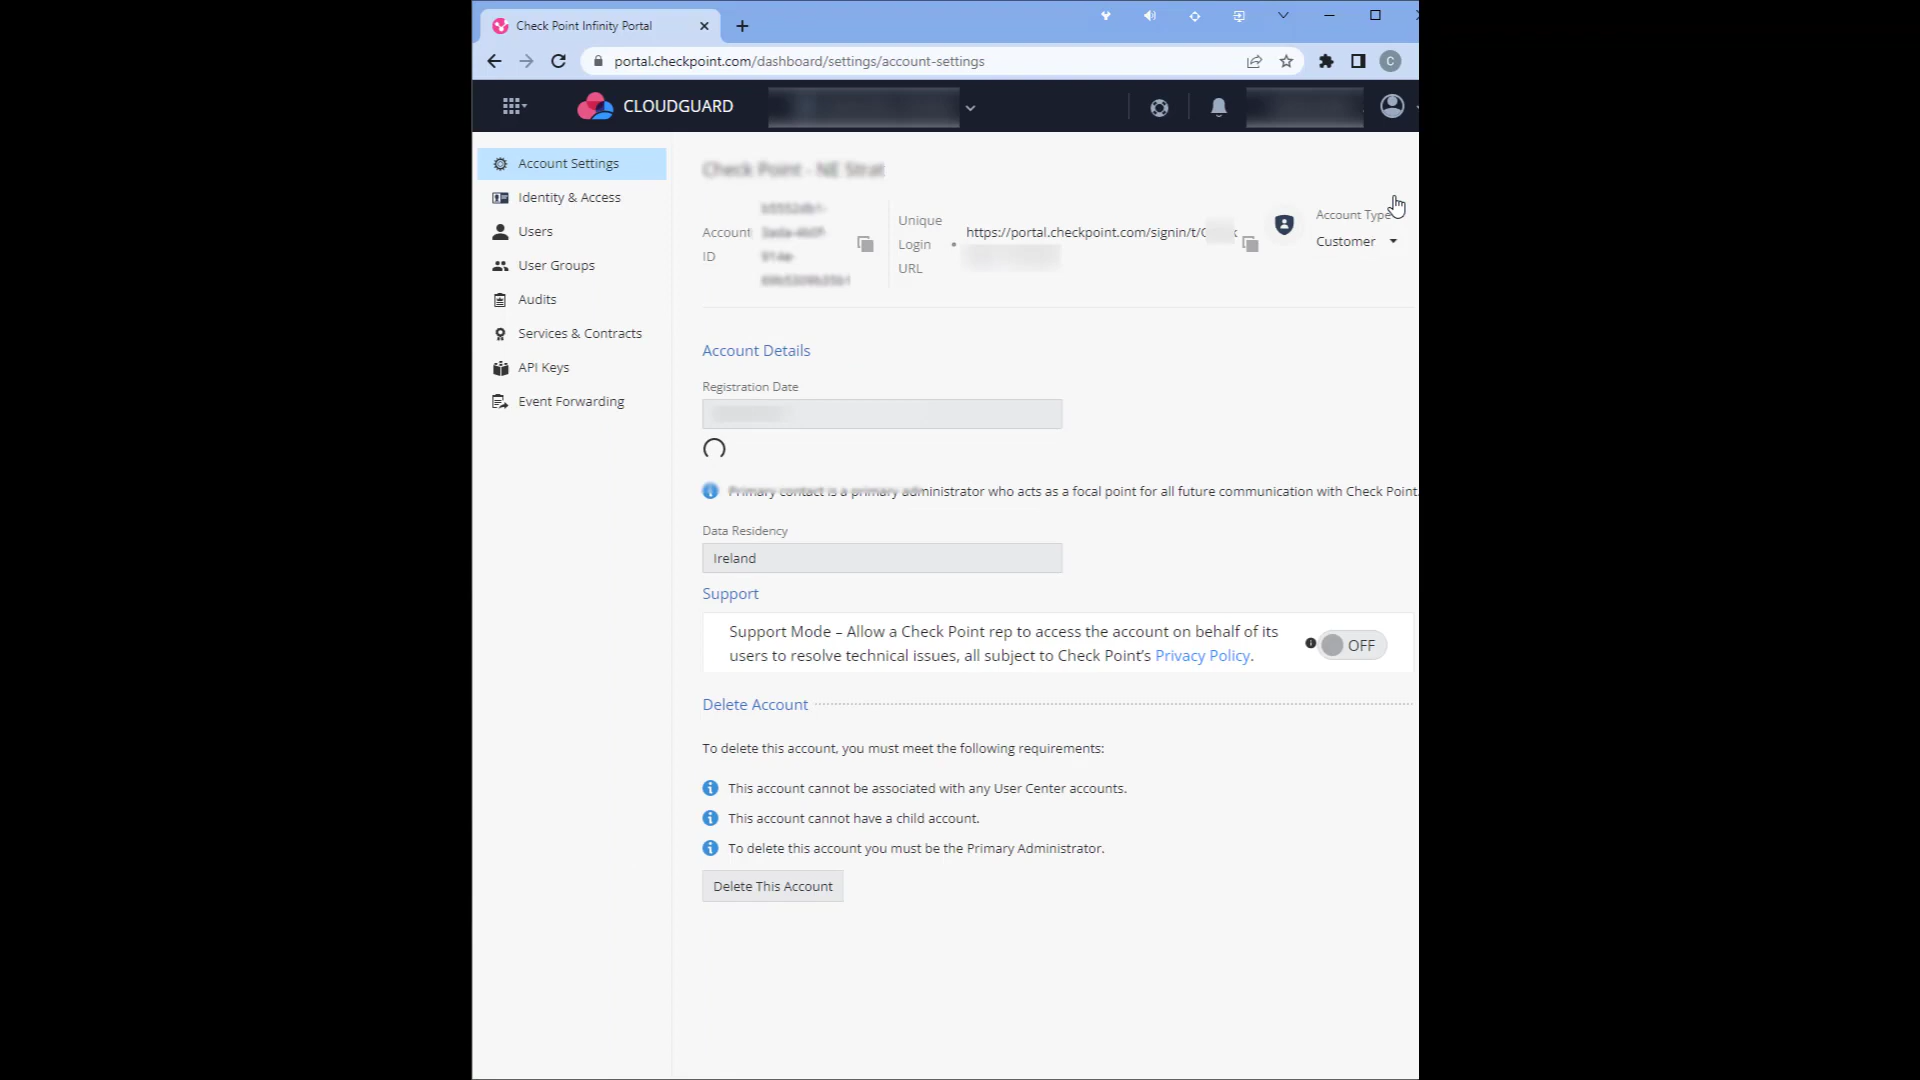 Check Point Infinity Portal
portal.checkpoint.com/dashboard/settings/account-settings
C
CLOUDGUARD
Account Settings
Identity & Access
Users
User Groups
Audits
Services & Contracts
API Keys
Event Forwarding
Check Point - NE Strat
Account
ID
Unique
Login
URL
https://portal.checkpoint.com/signin/t/
Account Type
Customer
Account Details
Registration Date
Primary contact is a primary administrator who acts as a focal point for all future communication with Check Point.
Data Residency
Ireland
Support
Support Mode – Allow a Check Point rep to access the account on behalf of its
users to resolve technical issues, all subject to Check Point's Privacy Policy.
OFF
Delete Account
To delete this account, you must meet the following requirements:
This account cannot be associated with any User Center accounts.
This account cannot have a child account.
To delete this account you must be the Primary Administrator.
Delete This Account